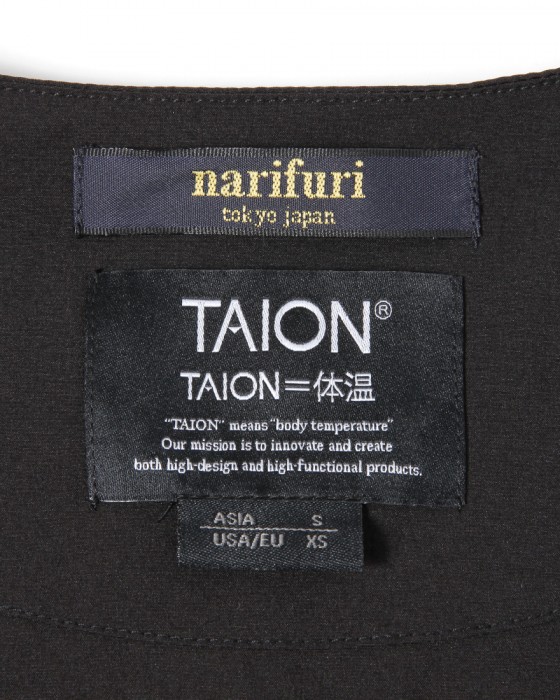 narifuri
tokyo japan
TAION®
TAION=体温
"TAION" means "body temperature"
Our mission is to innovate and create
both high-design and high-functional products.
ASIA S
USA/EU XS